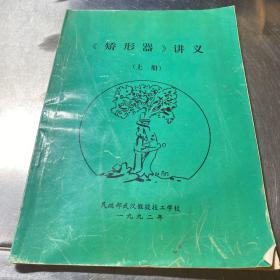 《矫形器》讲义
（上册）
民政部武汉假肢技工学校
一九九二年